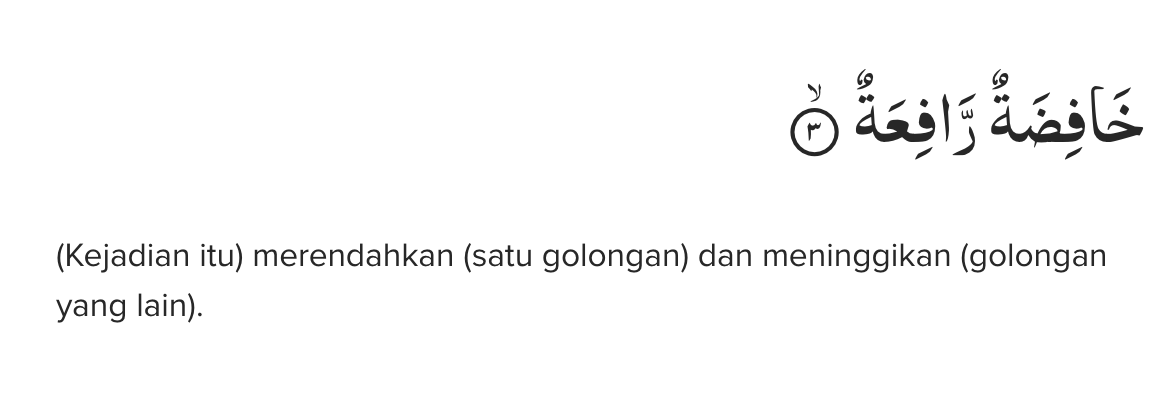 خَافِضَةٌ رَّافِعَةٌ ۙ ٣
(Kejadian itu) merendahkan (satu golongan) dan meninggikan (golongan
yang lain).